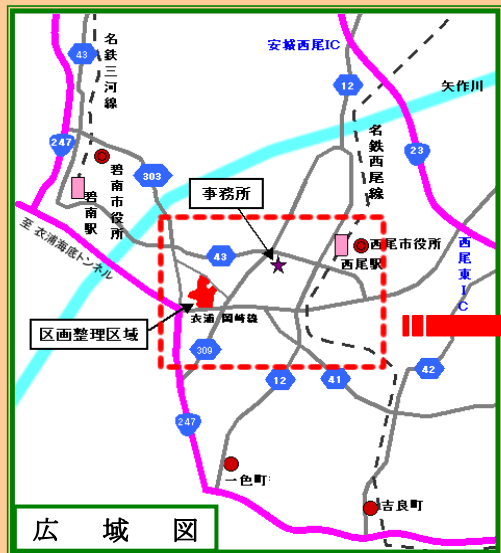 名鉄三河線
43
247
碧南駅
碧南市役所
303
至 衣浦海底トンネル
安城西尾IC
12
矢作川
名鉄西尾線
23
事務所
43
西尾市役所
西尾駅
西尾東IC
区画整理区域
衣浦岡崎線
309
12
41
42
247
一色町
吉良町
広域図